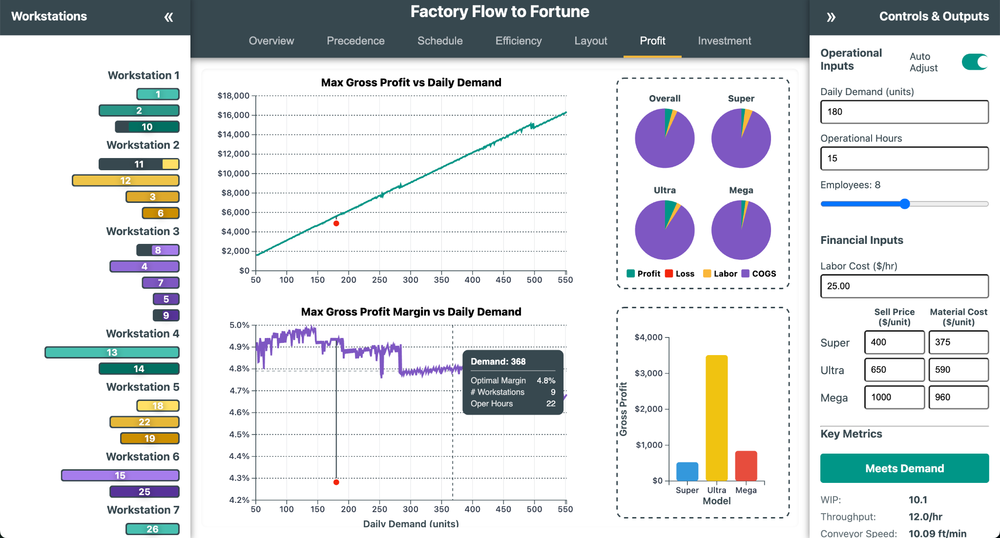 Workstations «
Factory Flow to Fortune
» Controls & Outputs
Overview Precedence Schedule Efficiency Layout Profit Investment
Workstation 1
1
2
10
Workstation 2
11
12
3
6
Workstation 3
8
4
7
5
9
Workstation 4
13
14
Workstation 5
18
22
19
Workstation 6
15
25
Workstation 7
26
Max Gross Profit vs Daily Demand
$18,000
$16,000
$14,000
$12,000
$10,000
$8,000
$6,000
$4,000
$2,000
$0
50 100 150 200 250 300 350 400 450 500 550
Max Gross Profit Margin vs Daily Demand
5.0%
4.9%
4.8%
4.7%
4.6%
4.5%
4.4%
4.3%
4.2%
Demand: 368
Optimal Margin 4.8%
# Workstations 9
Oper Hours 22
50 100 150 200 250 300 350 400 450 500 550
Daily Demand (units)
Overall Super
Ultra Mega
Profit Loss Labor COGS
Gross Profit
$4,000
$3,000
$2,000
$1,000
$0
Super Ultra Mega
Model
Operational
Inputs
Auto
Adjust
Daily Demand (units)
180
Operational Hours
15
Employees: 8
Financial Inputs
Labor Cost ($/hr)
25.00
Sell Price
($/unit)
Material Cost
($/unit)
Super 400 375
Ultra 650 590
Mega 1000 960
Key Metrics
Meets Demand
WIP: 10.1
Throughput: 12.0/hr
Conveyor Speed: 10.09 ft/min